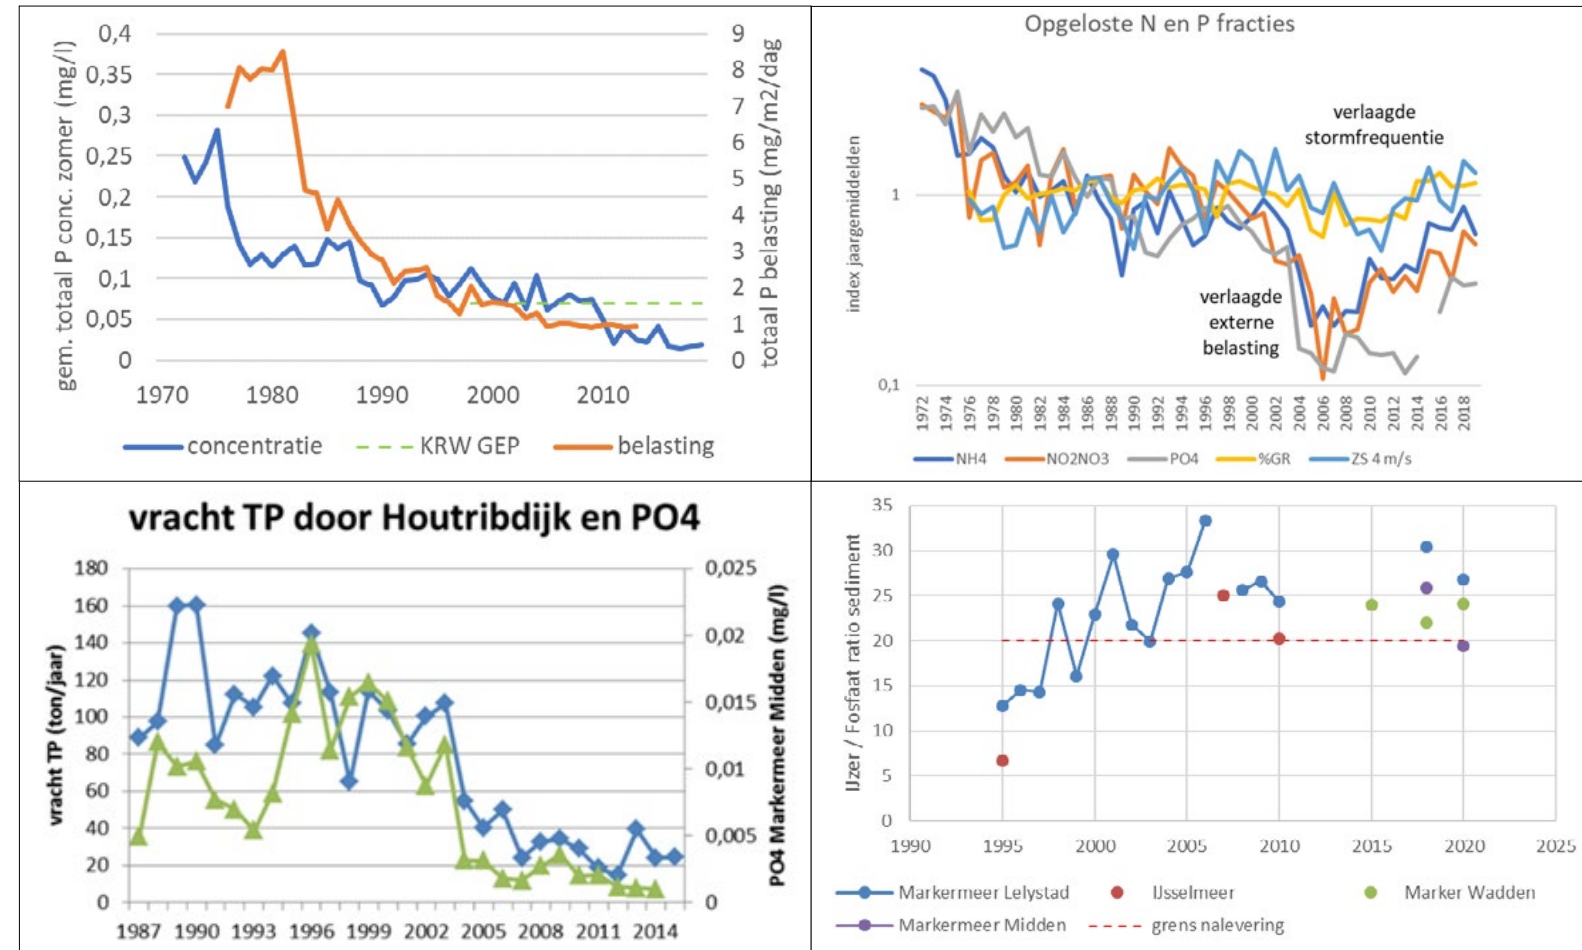 gem. totaal P conc. zomer (mg/l)
0,4
0,35
0,3
0,25
0,2
0,15
0,1
0,05
0
9
8
7
6
5
4
3
2
1
0
totaal P belasting (mg/m2/dag)
1970 1980 1990 2000 2010
concentratie KRW GEP belasting
Opgeloste N en P fracties
index jaargemiddelden
1
0,1
verlaagde
stormfrequentie
verlaagde
externe
belasting
1972 1974 1976 1978 1980 1982 1984 1986 1988 1990 1992 1994 1996 1998 2000 2002 2004 2006 2008 2010 2012 2014 2016 2018
NH4 NO2NO3 PO4 %GR ZS 4 m/s
vracht TP door Houtribdijk en PO4
vracht TP (ton/jaar)
180
160
140
120
100
80
60
40
20
0
0,025
0,02
0,015
0,01
0,005
0
PO4 Markermeer Midden (mg/l)
1987 1990 1993 1996 1999 2002 2005 2008 2011 2014
IJzer / Fosfaat ratio sediment
35
30
25
20
15
10
5
0
1990 1995 2000 2005 2010 2015 2020 2025
Markermeer Lelystad IJsselmeer Marker Wadden
Markermeer Midden grens nalevering